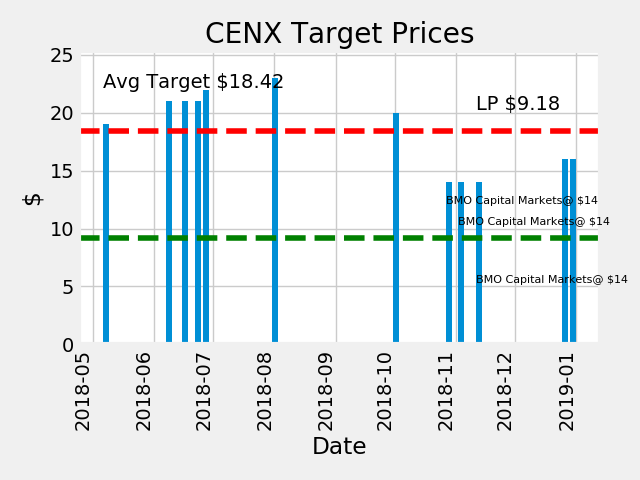 CENX Target Prices
25
Avg Target $18.42
LP $9.18
20
15
$
BMO Capital Markets@ $14
BMO Capital Markets@ $14
10
BMO Capital Markets@ $14
5
0
2018-05
2018-06
2018-07
2018-08
2018-09
2018-10
2018-11
2018-12
2019-01
Date